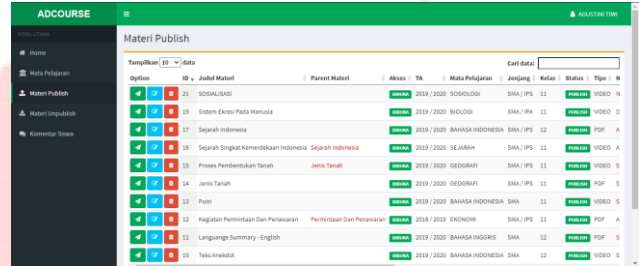 ADCOURSE
AGUSTINI TIWI
MENU UTAMA
Home
Mata Pelajaran
Materi Publish
Materi Unpublish
Komentar Siswa
Materi Publish
Tampilkan 10 data
Cari data:
Option ID Judul Materi Parent Materi Akses TA Mata Pelajaran Jenjang Kelas Status Tipe N
21 SOSIALISASI DIBUKA 2019 / 2020 SOSIOLOGI SMA / IPS 11 PUBLISH VIDEO N
19 Sistem Ekresi Pada Manusia DIBUKA 2019 / 2020 BIOLOGI SMA / IPA 11 PUBLISH VIDEO D
17 Sejarah Indonesia DIBUKA 2019 / 2020 BAHASA INDONESIA SMA / IPS 12 PUBLISH PDF A
16 Sejarah Singkat Kemerdekaan Indonesia Sejarah Indonesia DIBUKA 2019 / 2020 SEJARAH SMA / IPS 11 PUBLISH VIDEO A
15 Proses Pembentukan Tanah Jenis Tanah DIBUKA 2019 / 2020 GEOGRAFI SMA / IPS 11 PUBLISH VIDEO S
14 Jenis Tanah DIBUKA 2019 / 2020 GEOGRAFI SMA / IPS 11 PUBLISH PDF S
13 Puisi DIBUKA 2019 / 2020 BAHASA INDONESIA SMA 11 PUBLISH VIDEO S
12 Kegiatan Permintaan Dan Penawaran Permintaan Dan Penawaran DIBUKA 2018 / 2019 EKONOMI SMA / IPS 11 PUBLISH PDF A
11 Languange Summary - English DIBUKA 2019 / 2020 BAHASA INGGRIS SMA 12 PUBLISH PDF S
10 Teks Anekdot DIBUKA 2019 / 2020 BAHASA INDONESIA SMA 12 PUBLISH VIDEO S